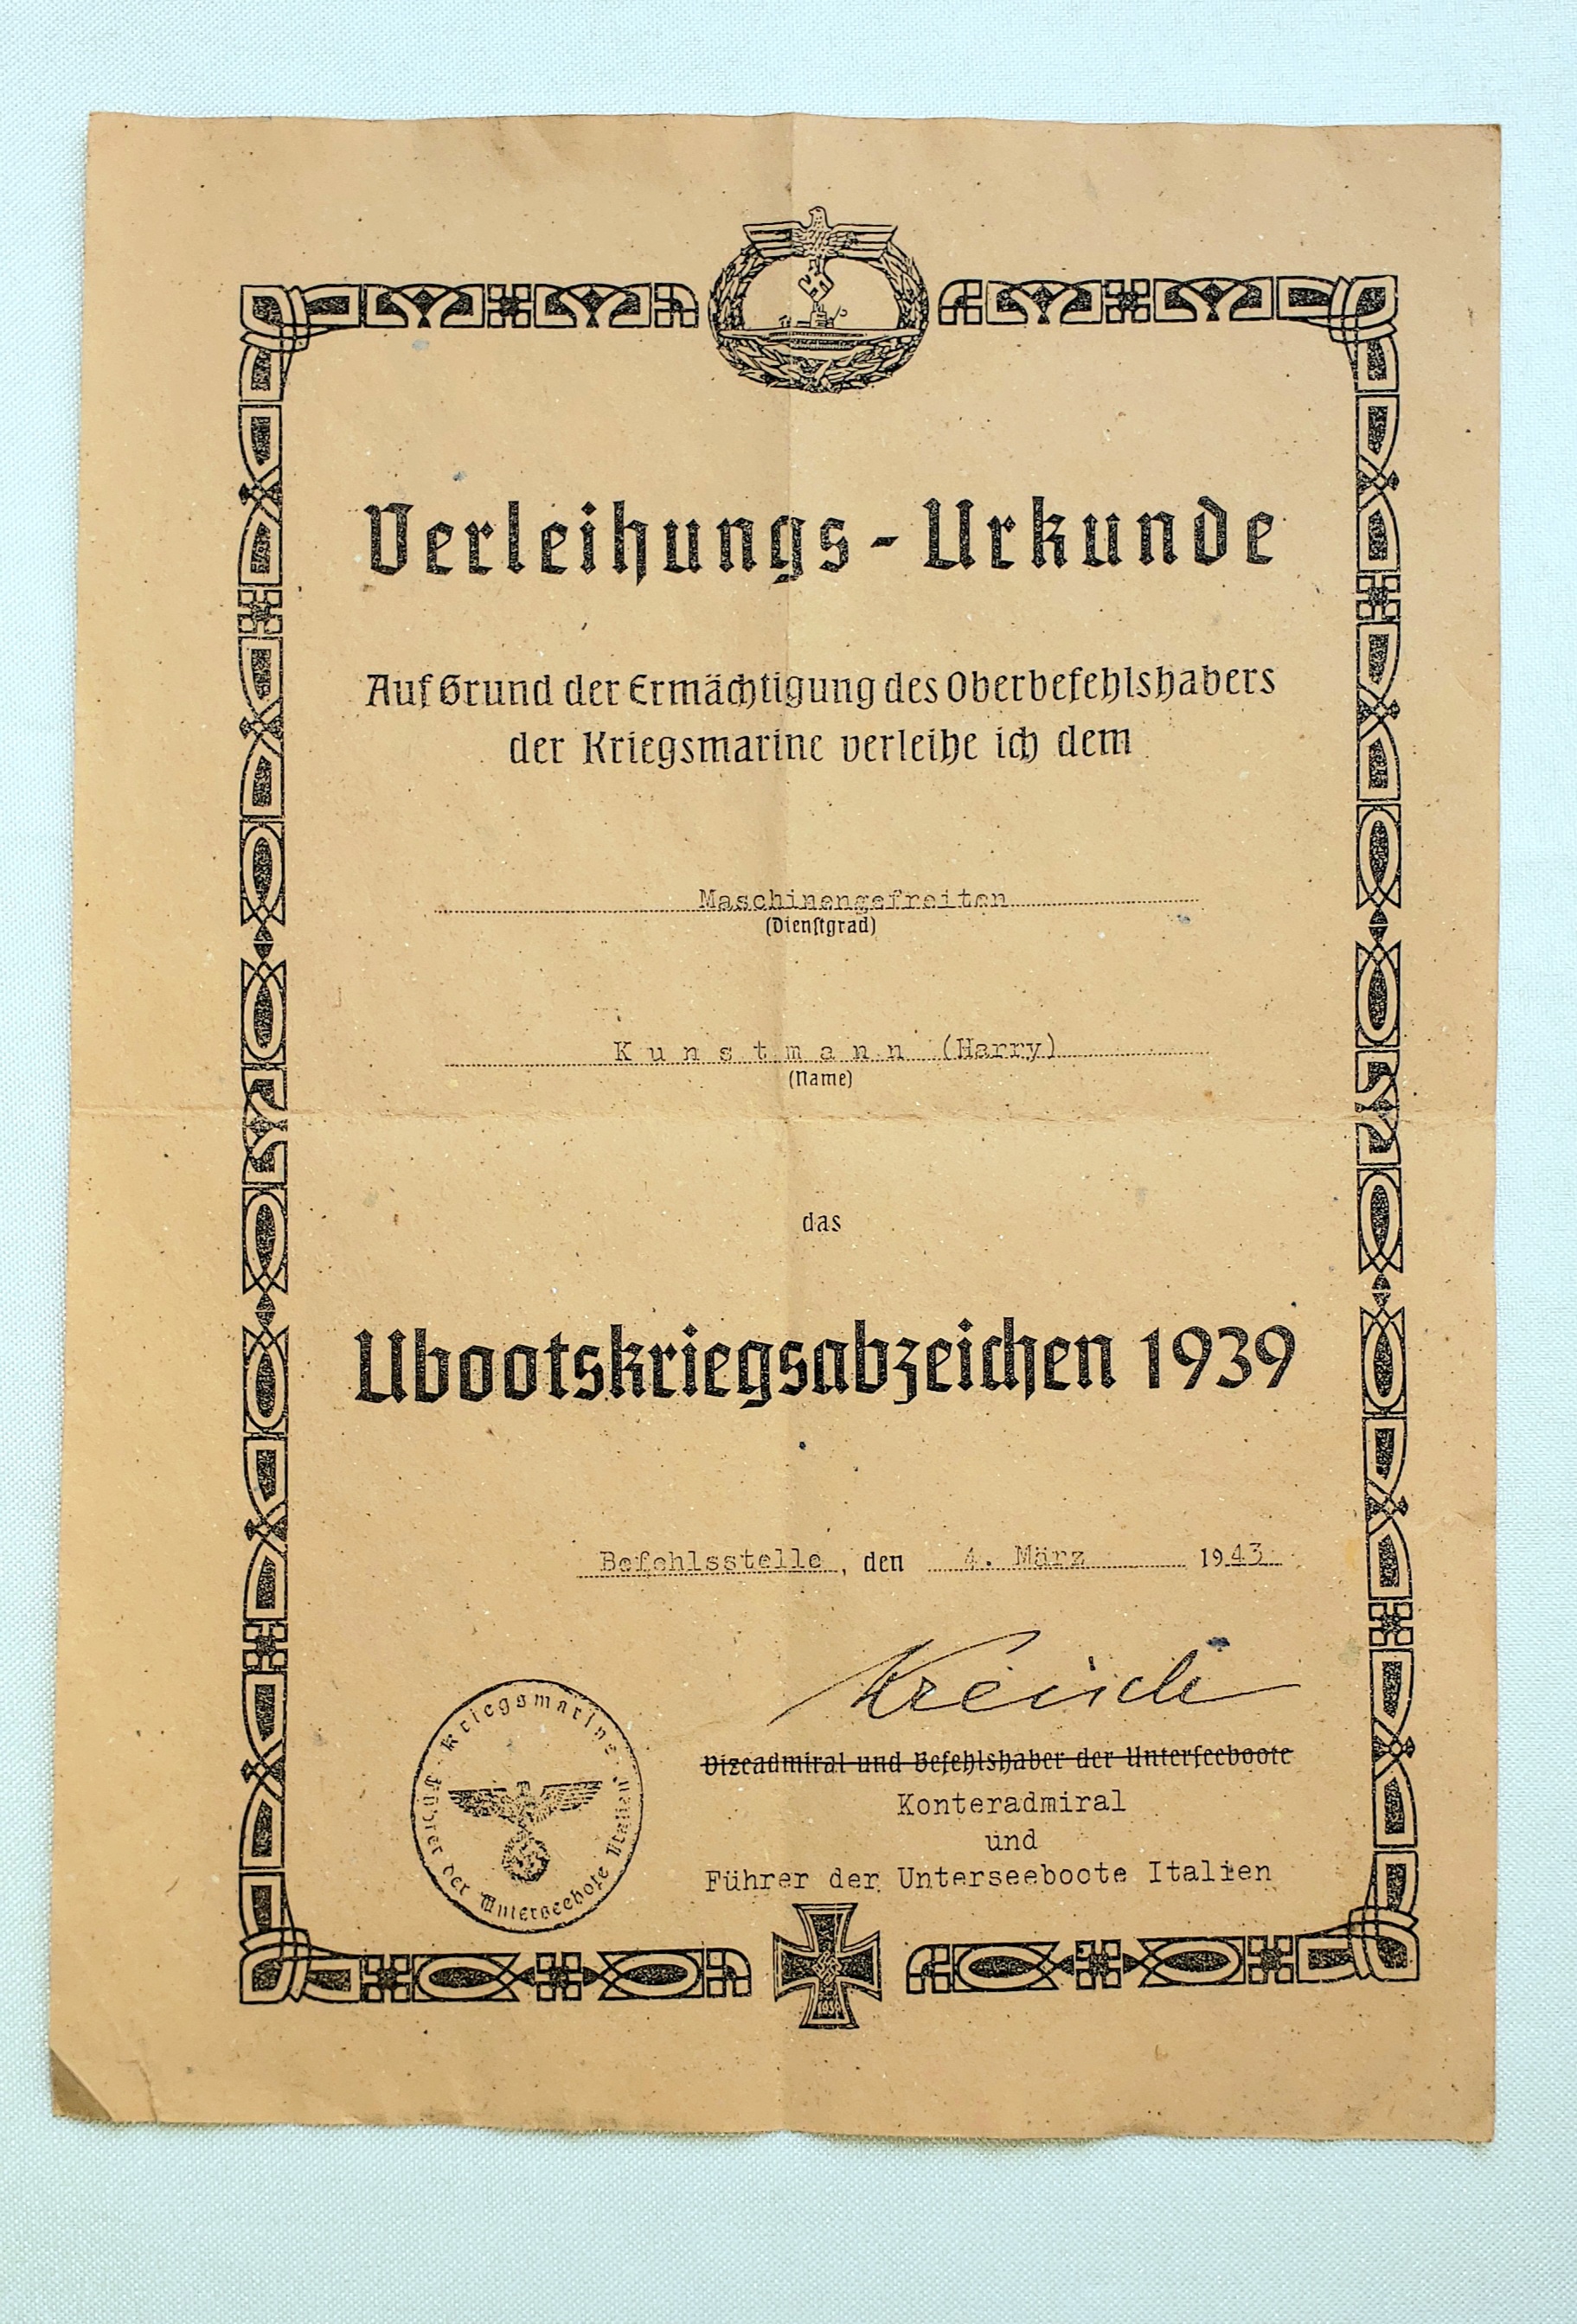 Verleihungs-Urkunde
Auf Grund der Ermächtigung des Oberbefehlshabers
der Kriegsmarine verleihe ich dem
Maschinengefreiten
(Dienstgrad)
Kunstmann (Harry)
(Name)
das
Ubootskriegsabzeichen 1939
Befehlsstelle, den 4. März 1943
Kreisch
Vizeadmiral und Befehlshaber der Unterseeboote
Konteradmiral
und
Führer der Unterseeboote Italien
Kriegsmarine
Führer der Unterseeboote Italien
1939